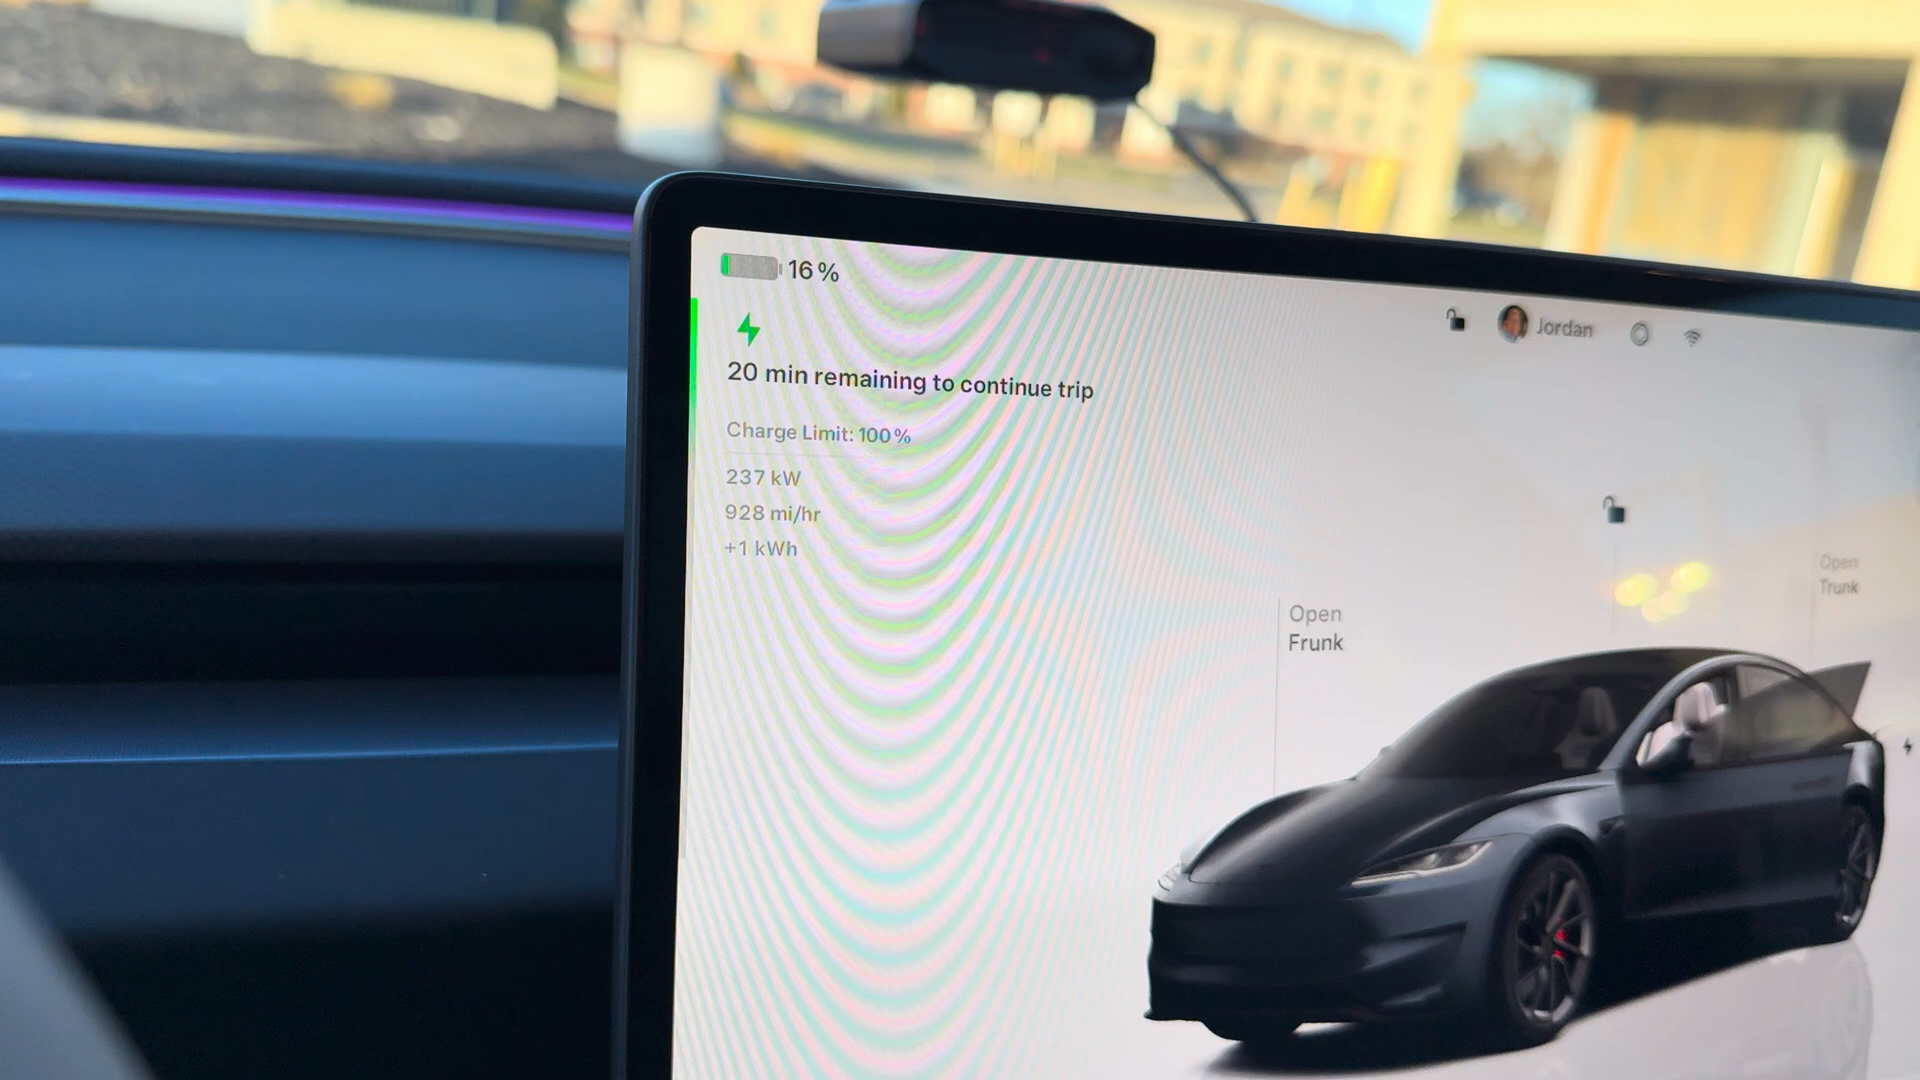 16%
Jordan
20 min remaining to continue trip
Charge Limit: 100%
237 kW
928 mi/hr
+1 kWh
Open
Trunk
Open
Frunk